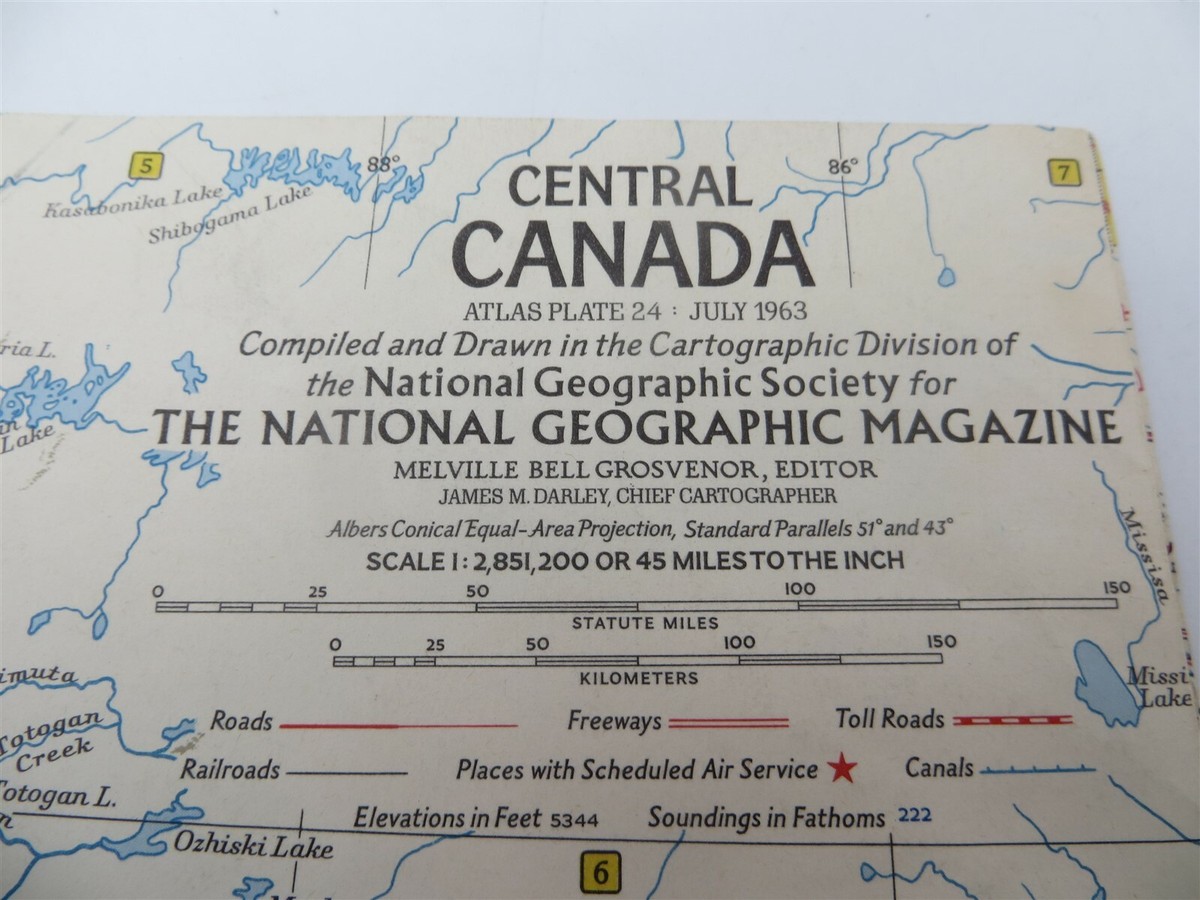 5
88°
86°
7
Kasabonika Lake
Shibogama Lake
CENTRAL
CANADA
ATLAS PLATE 24 : JULY 1963
Compiled and Drawn in the Cartographic Division of
the National Geographic Society for
THE NATIONAL GEOGRAPHIC MAGAZINE
MELVILLE BELL GROSVENOR, EDITOR
JAMES M. DARLEY, CHIEF CARTOGRAPHER
Albers Conical Equal-Area Projection, Standard Parallels 51° and 43°
SCALE 1:2,851,200 OR 45 MILES TO THE INCH
0 25 50 100 150
STATUTE MILES
0 25 50 100 150
KILOMETERS
Roads Freeways Toll Roads
Railroads Places with Scheduled Air Service Canals
Elevations in Feet 5344 Soundings in Fathoms 222
ria L.
Lake
imuta
Totogan
Creek
Totogan L.
Ozhiski Lake
6
Missisa
Missi
Lake